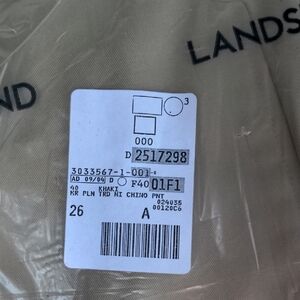 LANDS
ND
3
000
D 2517298
3033567-1-001-
AD 09/04 D F40 01F1
40 KHAKI
MR PLN TRD NI CHINO PNT
024035
26 A 00120C6